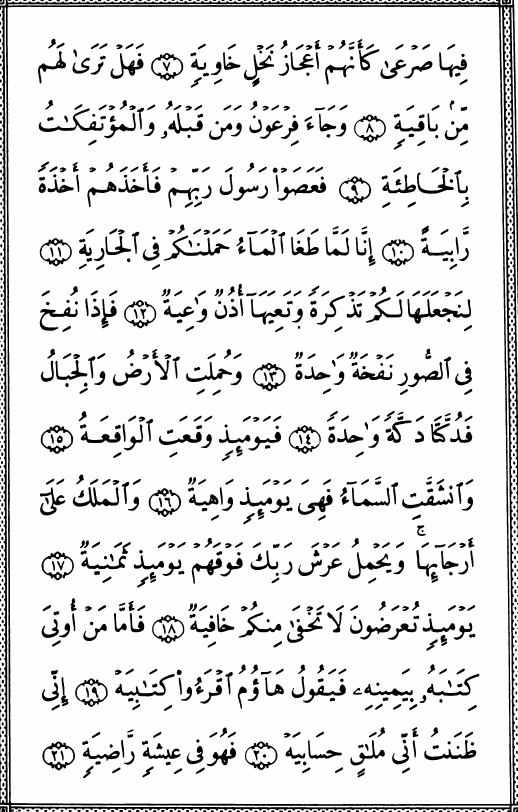 فِيهَا صَرْعَىٰ كَأَنَّهُمْ أَعْجَازُ نَخْلٍ خَاوِيَةٍ ٧ فَهَلْ تَرَىٰ لَهُم
مِّنۢ بَاقِيَةٍ ٨ وَجَآءَ فِرْعَوْنُ وَمَن قَبْلَهُۥ وَٱلْمُؤْتَفِكَـٰتُ
بِٱلْخَاطِئَةِ ٩ فَعَصَوْا۟ رَسُولَ رَبِّهِمْ فَأَخَذَهُمْ أَخْذَةً
رَّابِيَةً ١٠ إِنَّا لَمَّا طَغَا ٱلْمَآءُ حَمَلْنَـٰكُمْ فِى ٱلْجَارِيَةِ ١١
لِنَجْعَلَهَا لَكُمْ تَذْكِرَةً وَتَعِيَهَآ أُذُنٌ وَٰعِيَةٌ ١٢ فَإِذَا نُفِخَ
فِى ٱلصُّورِ نَفْخَةٌ وَٰحِدَةٌ ١٣ وَحُمِلَتِ ٱلْأَرْضُ وَٱلْجِبَالُ
فَدُكَّتَا دَكَّةً وَٰحِدَةً ١٤ فَيَوْمَئِذٍ وَقَعَتِ ٱلْوَاقِعَةُ ١٥
وَٱنشَقَّتِ ٱلسَّمَآءُ فَهِىَ يَوْمَئِذٍ وَاهِيَةٌ ١٦ وَٱلْمَلَكُ عَلَىٰٓ
أَرْجَآئِهَا ۚ وَيَحْمِلُ عَرْشَ رَبِّكَ فَوْقَهُمْ يَوْمَئِذٍ ثَمَـٰنِيَةٌ ١٧
يَوْمَئِذٍ تُعْرَضُونَ لَا تَخْفَىٰ مِنكُمْ خَافِيَةٌ ١٨ فَأَمَّا مَنْ أُوتِىَ
كِتَـٰبَهُۥ بِيَمِينِهِۦ فَيَقُولُ هَآؤُمُ ٱقْرَءُوا۟ كِتَـٰبِيَهْ ١٩ إِنِّى
ظَنَنتُ أَنِّى مُلَـٰقٍ حِسَابِيَهْ ٢٠ فَهُوَ فِى عِيشَةٍ رَّاضِيَةٍ ٢١